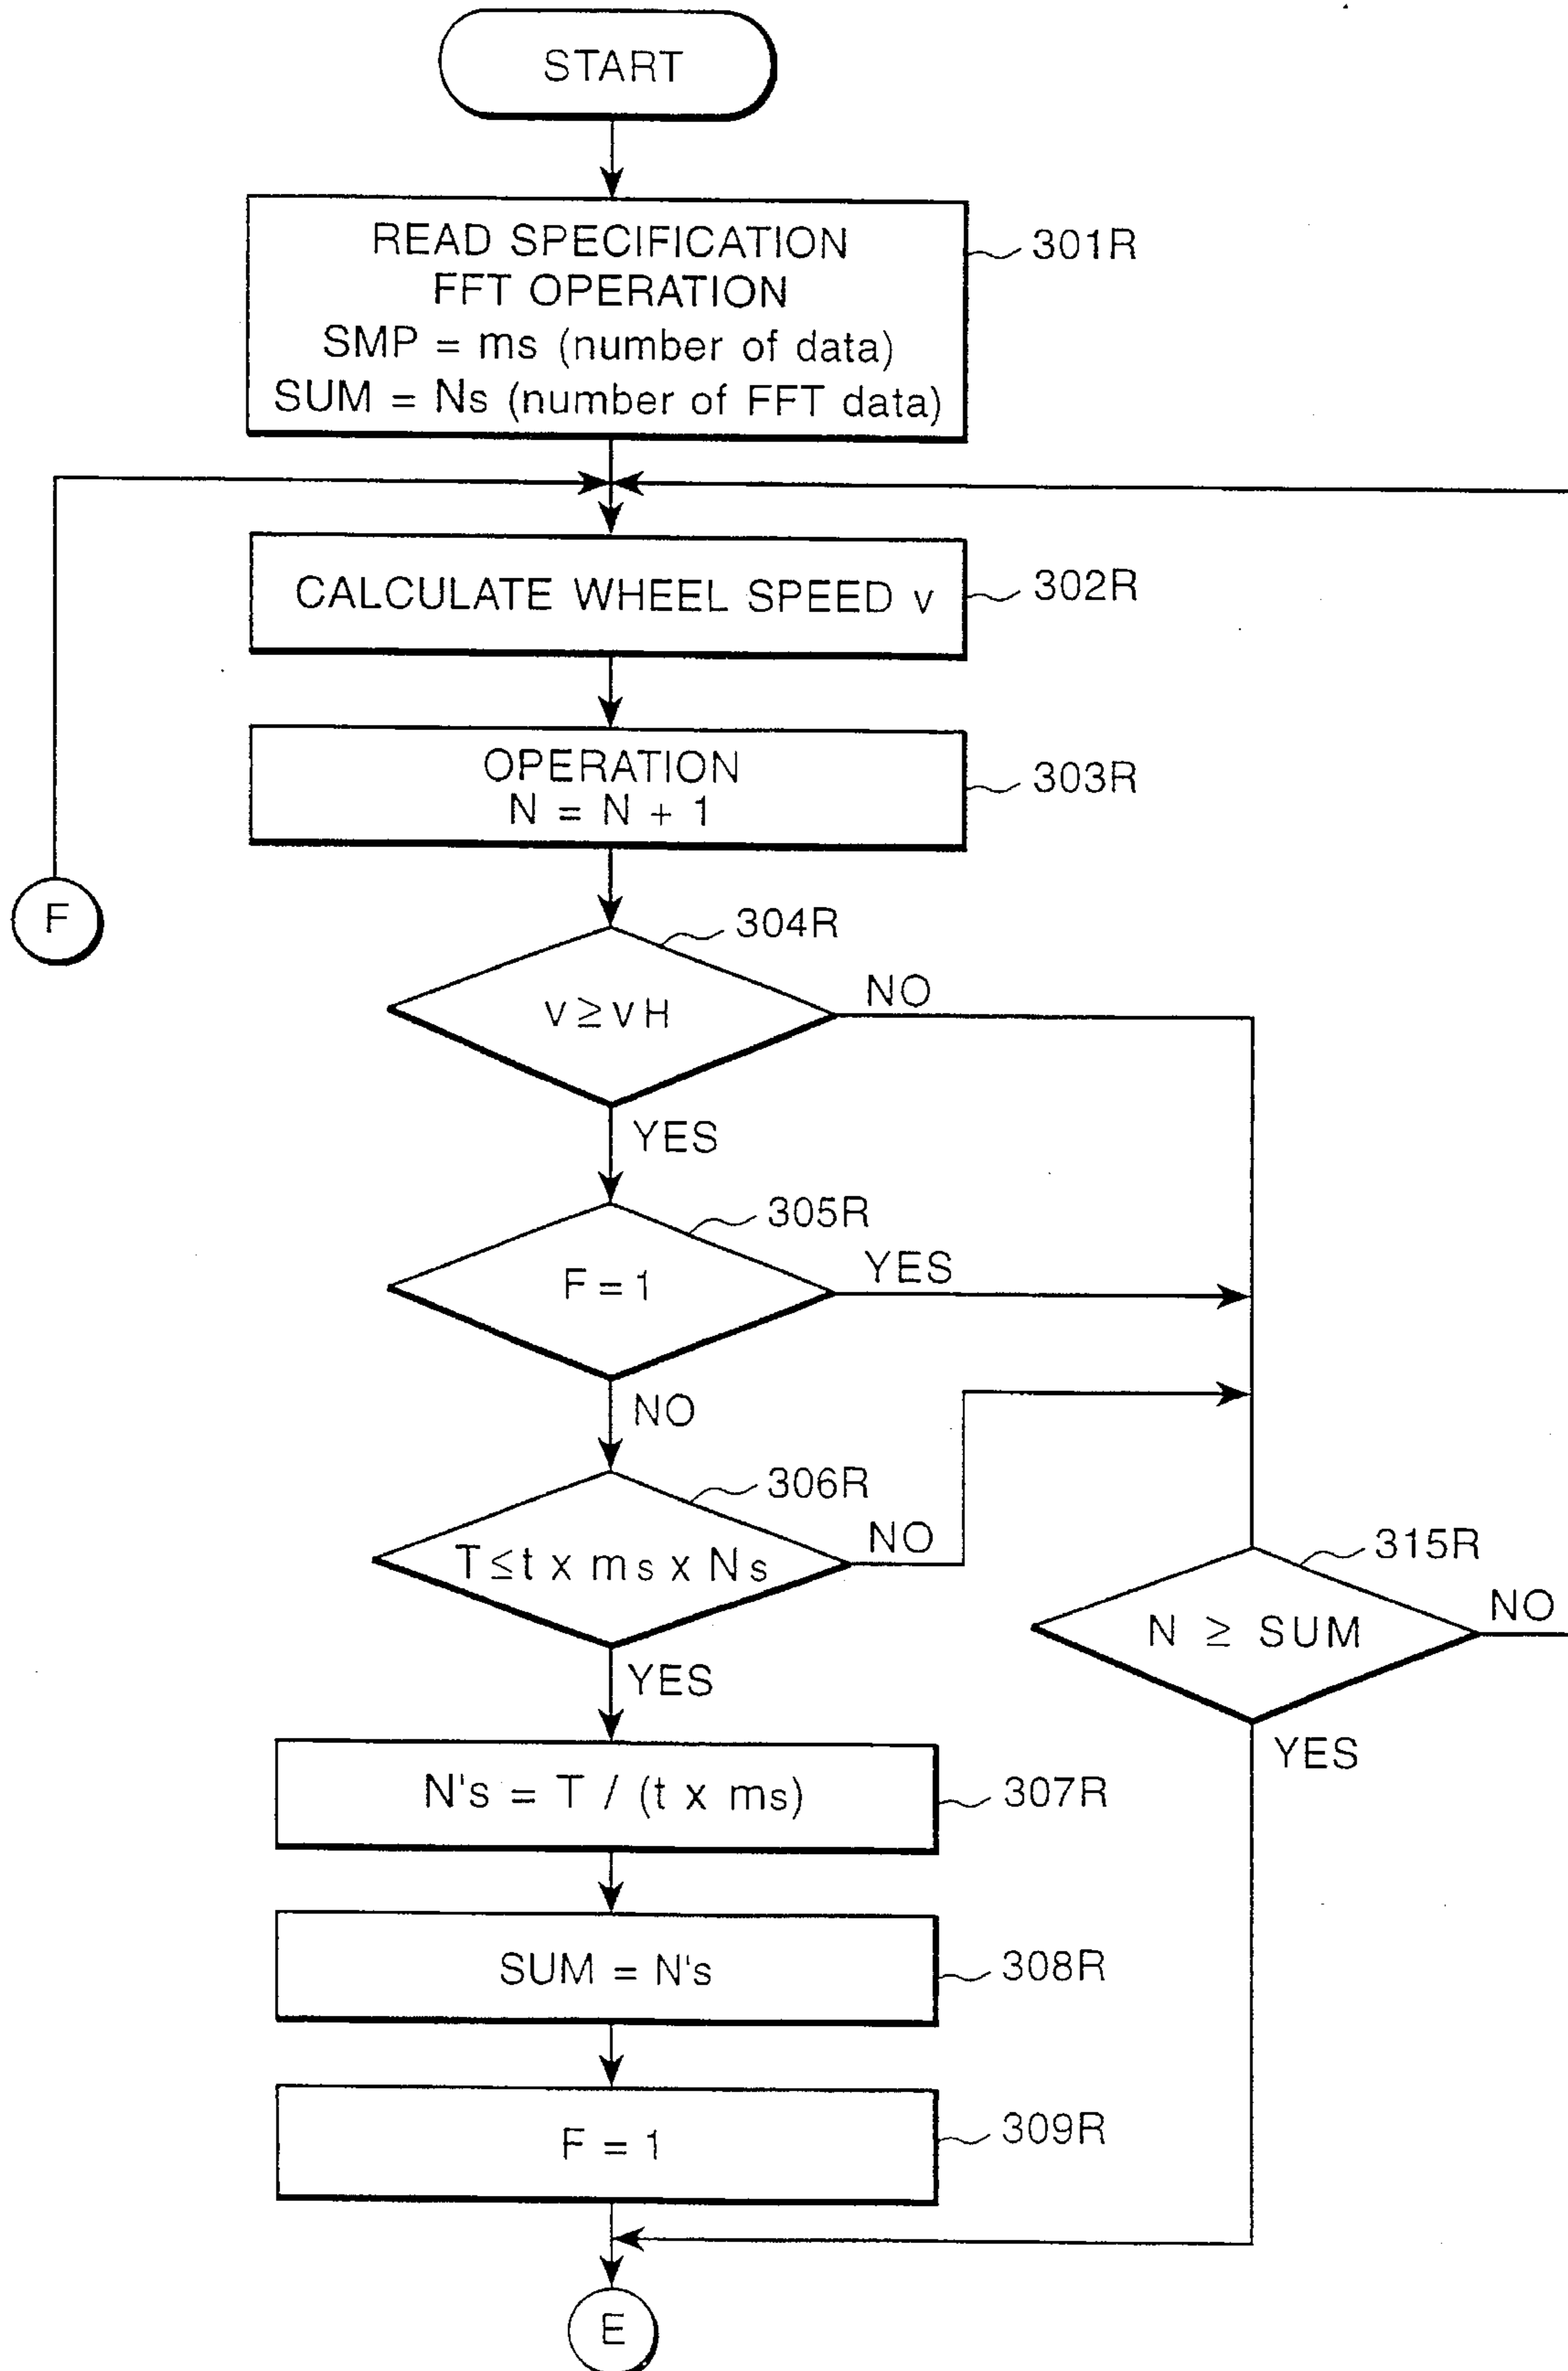 START
READ SPECIFICATION
FFT OPERATION
SMP = ms (number of data)
SUM = Ns (number of FFT data)
301R
CALCULATE WHEEL SPEED v
302R
OPERATION
N = N + 1
303R
F
304R
v ≧ vH
NO
YES
305R
F = 1
YES
NO
306R
T ≦ t x ms x Ns
NO
YES
315R
N ≥ SUM
NO
YES
N's = T / (t x ms)
307R
SUM = N's
308R
F = 1
309R
E